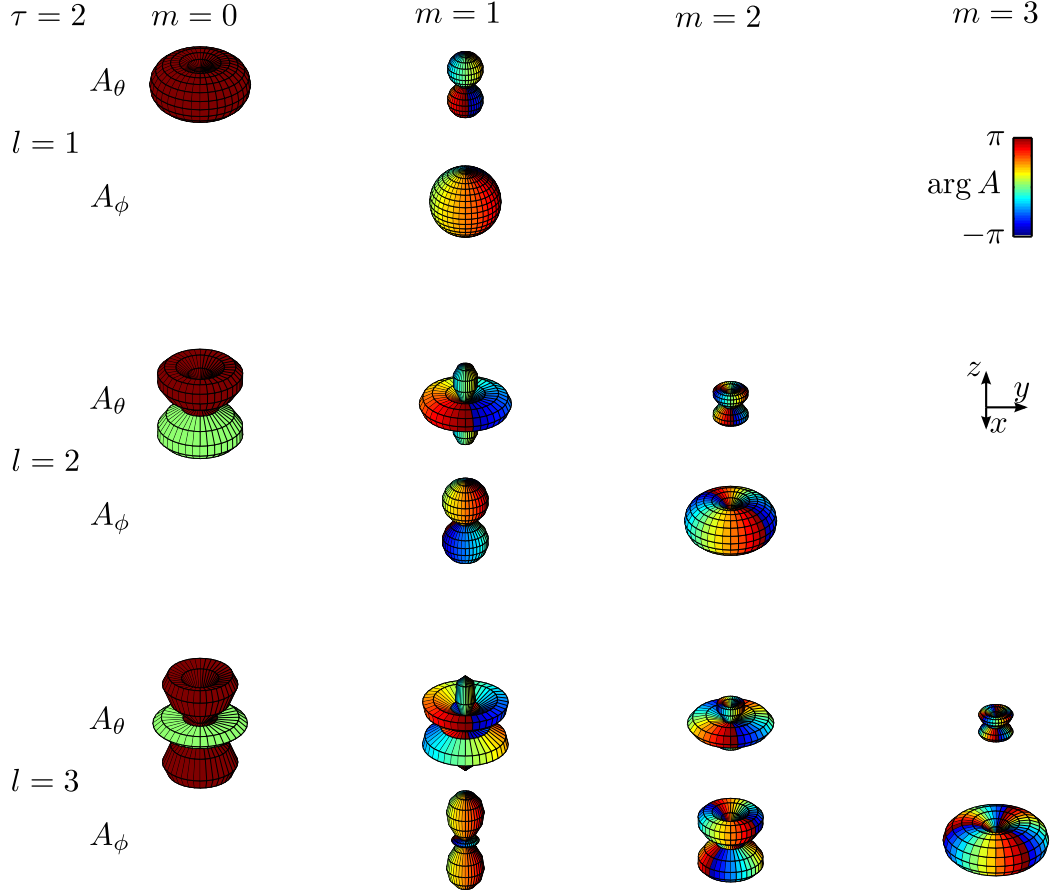 τ = 2 m = 0 m = 1 m = 2 m = 3
A_θ
l = 1
A_ϕ
π
arg A
−π
A_θ
l = 2
A_ϕ
z
y
x
A_θ
l = 3
A_ϕ